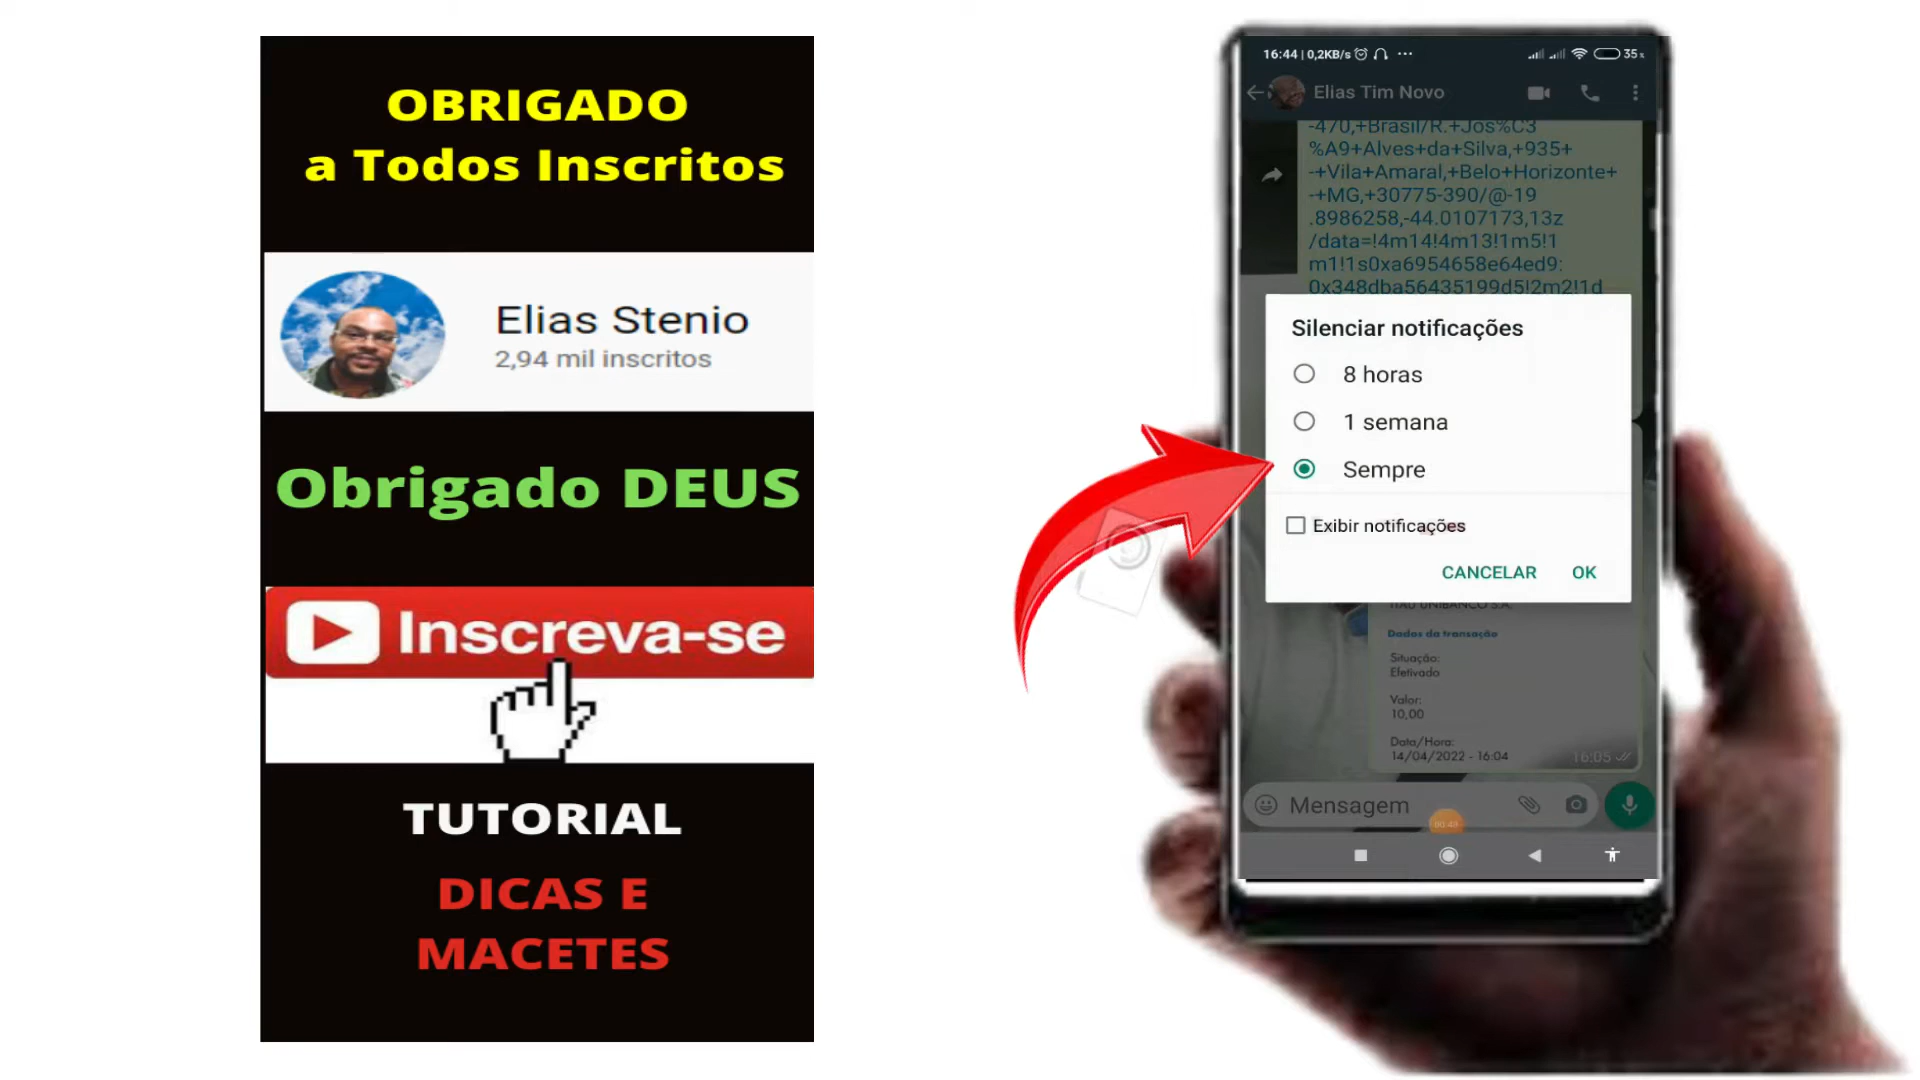 OBRIGADO
a Todos Inscritos
Elias Stenio
2,94 mil inscritos
Obrigado DEUS
Inscreva-se
TUTORIAL
DICAS E
MACETES
16:44 | 0,2KB/s ... 35%
Elias Tim Novo
-470,+Brasil/R.+Jos%C3
%A9+Alves+da+Silva,+935+
-+Vila+Amaral,+Belo+Horizonte+
-+MG,+30775-390/@-19
.8986258,-44.0107173,13z
/data=!4m14!4m13!1m5!1
m1!1s0xa6954658e64ed9:
0x348dba56435199d5!2m2!1d
Silenciar notificações
8 horas
1 semana
Sempre
Exibir notificações
CANCELAR OK
ITAÚ UNIBANCO S.A.
Dados da transação
Situação:
Efetivado
Valor:
10,00
Data/Hora:
14/04/2022 - 16:04
16:05
Mensagem